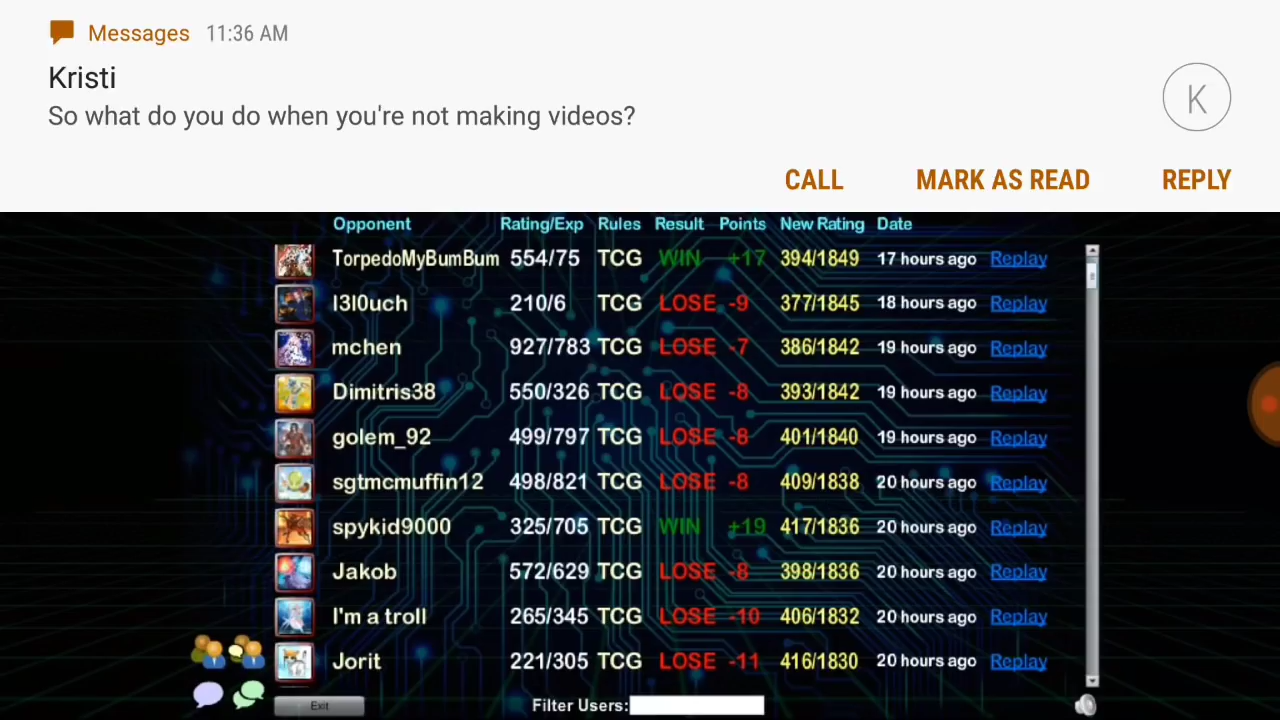 Messages 11:36 AM
Kristi
So what do you do when you're not making videos?
K
CALL MARK AS READ REPLY
Opponent Rating/Exp Rules Result Points New Rating Date
TorpedoMyBumBum 554/75 TCG WIN +17 394/1849 17 hours ago Replay
l3l0uch 210/6 TCG LOSE -9 377/1845 18 hours ago Replay
mchen 927/783 TCG LOSE -7 386/1842 19 hours ago Replay
Dimitris38 550/326 TCG LOSE -8 393/1842 19 hours ago Replay
golem_92 499/797 TCG LOSE -8 401/1840 19 hours ago Replay
sgtmcmuffin12 498/821 TCG LOSE -8 409/1838 20 hours ago Replay
spykid9000 325/705 TCG WIN +19 417/1836 20 hours ago Replay
Jakob 572/629 TCG LOSE -8 398/1836 20 hours ago Replay
I'm a troll 265/345 TCG LOSE -10 406/1832 20 hours ago Replay
Jorit 221/305 TCG LOSE -11 416/1830 20 hours ago Replay
Exit Filter Users: